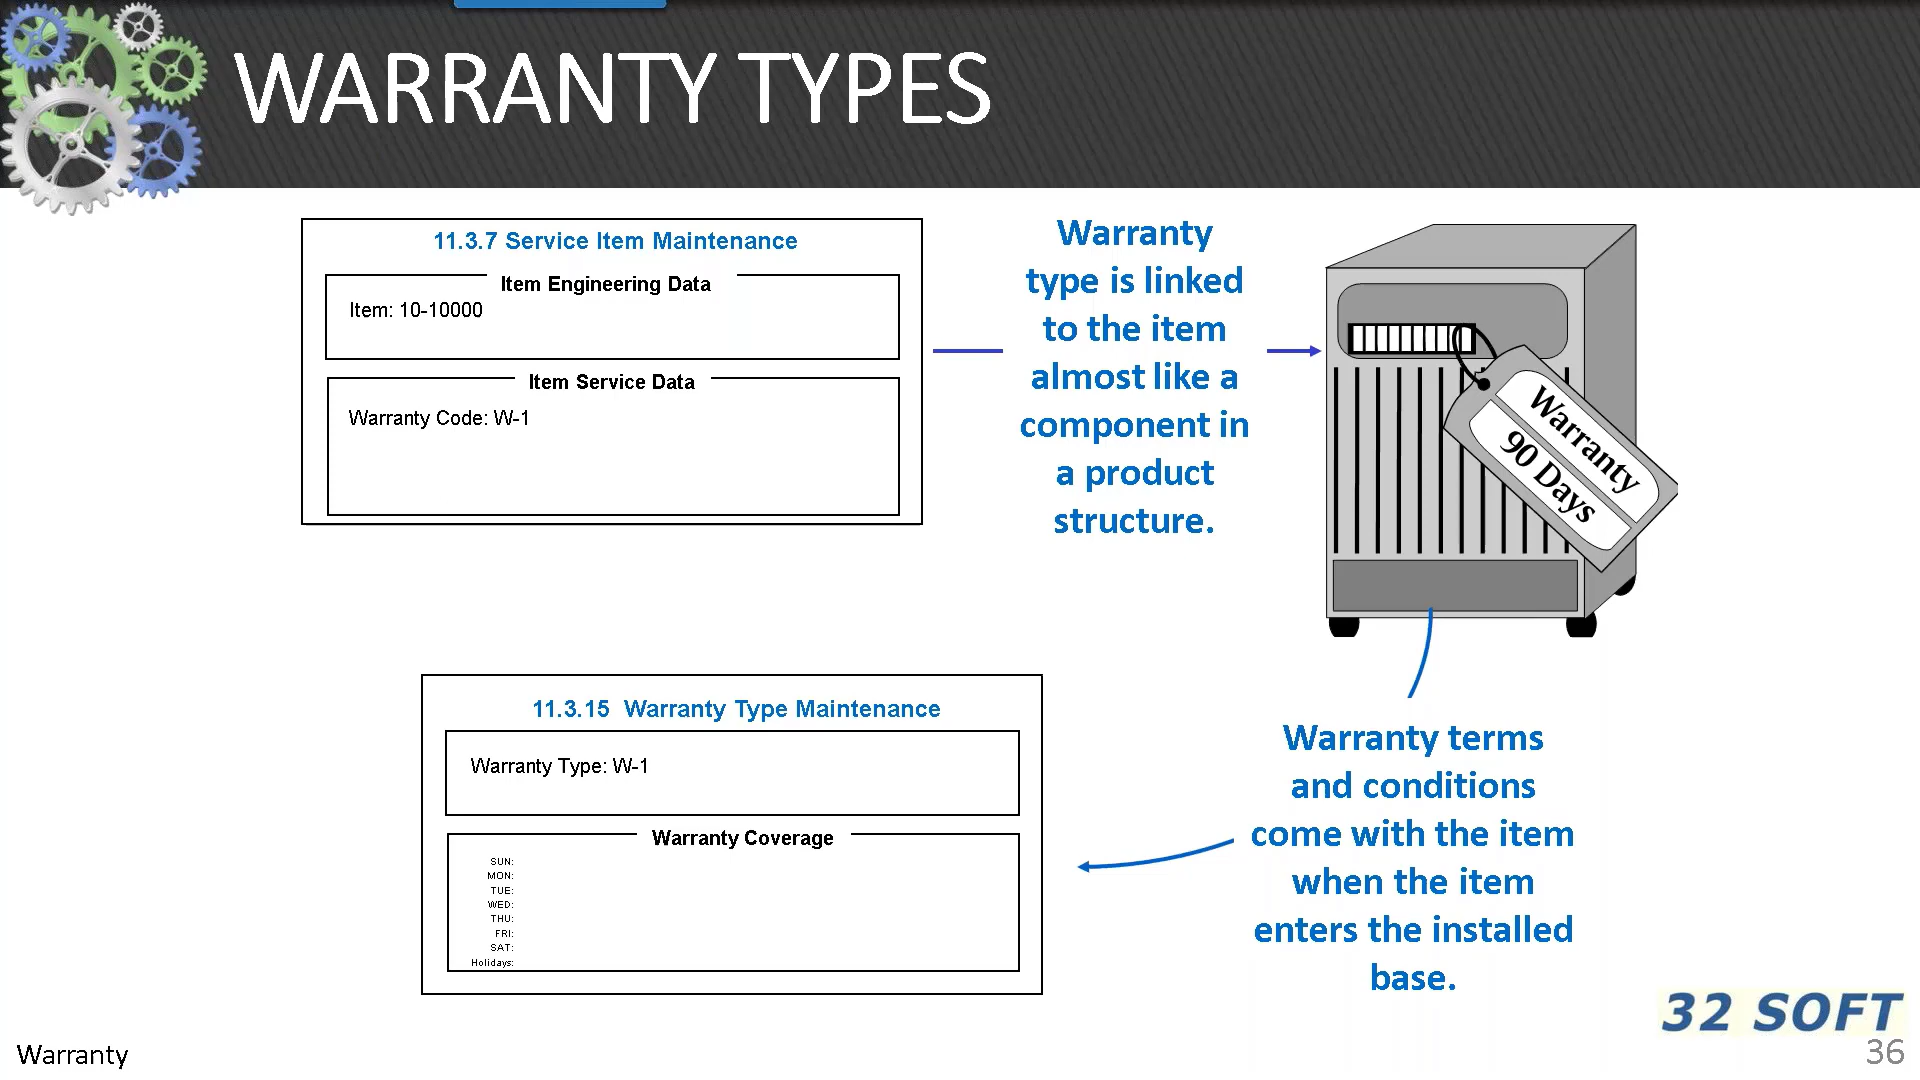 WARRANTY TYPES
11.3.7 Service Item Maintenance
Item Engineering Data
Item: 10-10000
Item Service Data
Warranty Code: W-1
Warranty
type is linked
to the item
almost like a
component in
a product
structure.
Warranty
90 Days
11.3.15 Warranty Type Maintenance
Warranty Type: W-1
Warranty Coverage
SUN:
MON:
TUE:
WED:
THU:
FRI:
SAT:
Holidays:
Warranty terms
and conditions
come with the item
when the item
enters the installed
base.
32 SOFT
Warranty
36